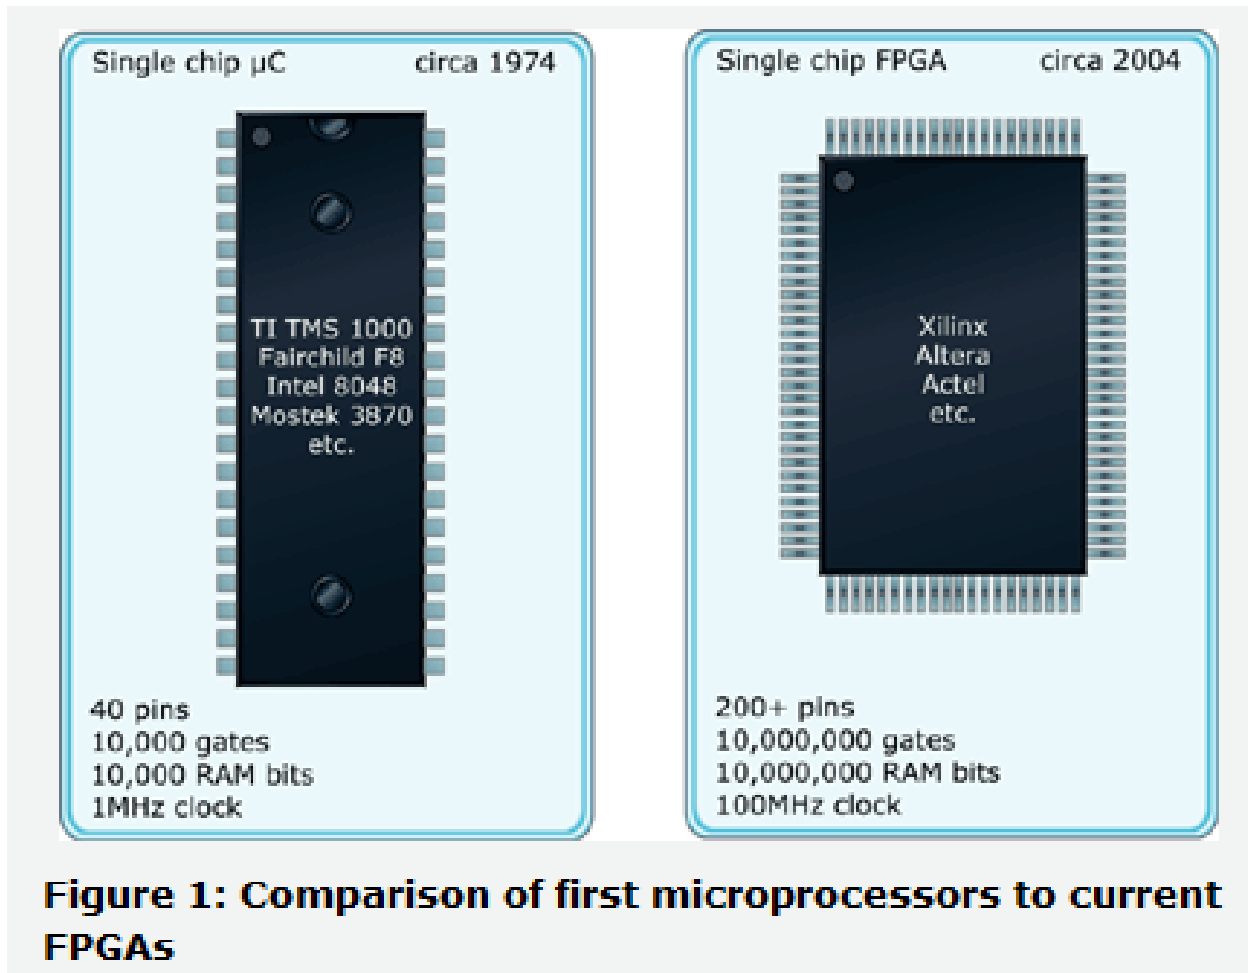 Single chip µC circa 1974
TI TMS 1000
Fairchild F8
Intel 8048
Mostek 3870
etc.
40 pins
10,000 gates
10,000 RAM bits
1MHz clock
Single chip FPGA circa 2004
Xilinx
Altera
Actel
etc.
200+ pins
10,000,000 gates
10,000,000 RAM bits
100MHz clock
Figure 1: Comparison of first microprocessors to current
FPGAs